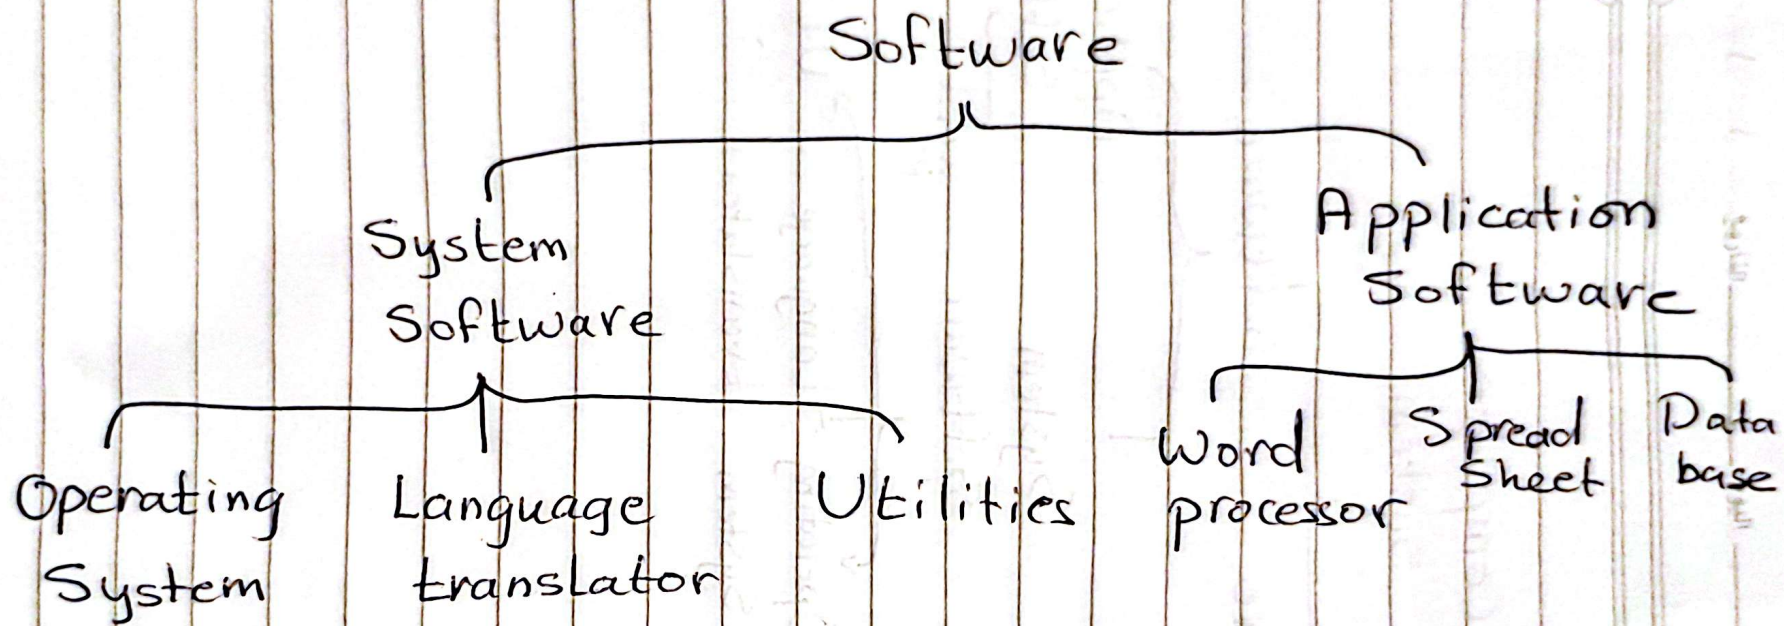 Software
System
Software
Application
Software
Operating
System
Language
translator
Utilities
Word
processor
Spread
Sheet
Data
base